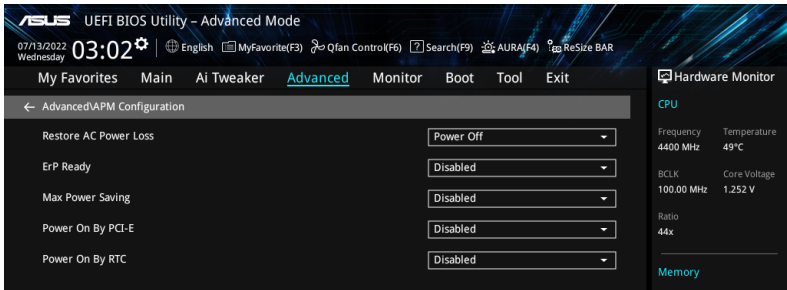 ASUS UEFI BIOS Utility – Advanced Mode
07/13/2022 Wednesday 03:02 English MyFavorite(F3) Qfan Control(F6) ? Search(F9) AURA(F4) ReSize BAR
My Favorites Main Ai Tweaker Advanced Monitor Boot Tool Exit
← Advanced\APM Configuration
Restore AC Power Loss Power Off
ErP Ready Disabled
Max Power Saving Disabled
Power On By PCI-E Disabled
Power On By RTC Disabled
Hardware Monitor
CPU
Frequency Temperature
4400 MHz 49°C
BCLK Core Voltage
100.00 MHz 1.252 V
Ratio
44x
Memory